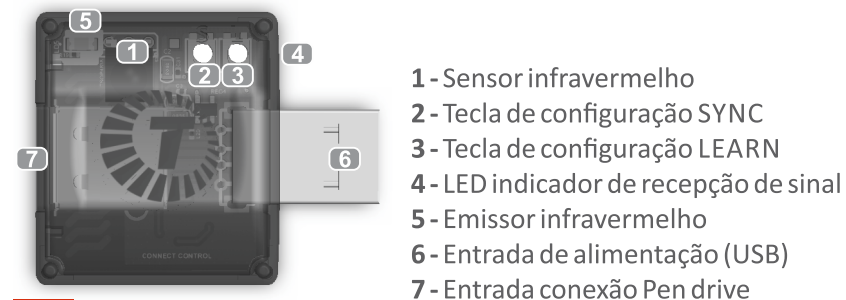 5
1
4
2
3
7
6
CONNECT CONTROL
1 - Sensor infravermelho
2 - Tecla de configuração SYNC
3 - Tecla de configuração LEARN
4 - LED indicador de recepção de sinal
5 - Emissor infravermelho
6 - Entrada de alimentação (USB)
7 - Entrada conexão Pen drive